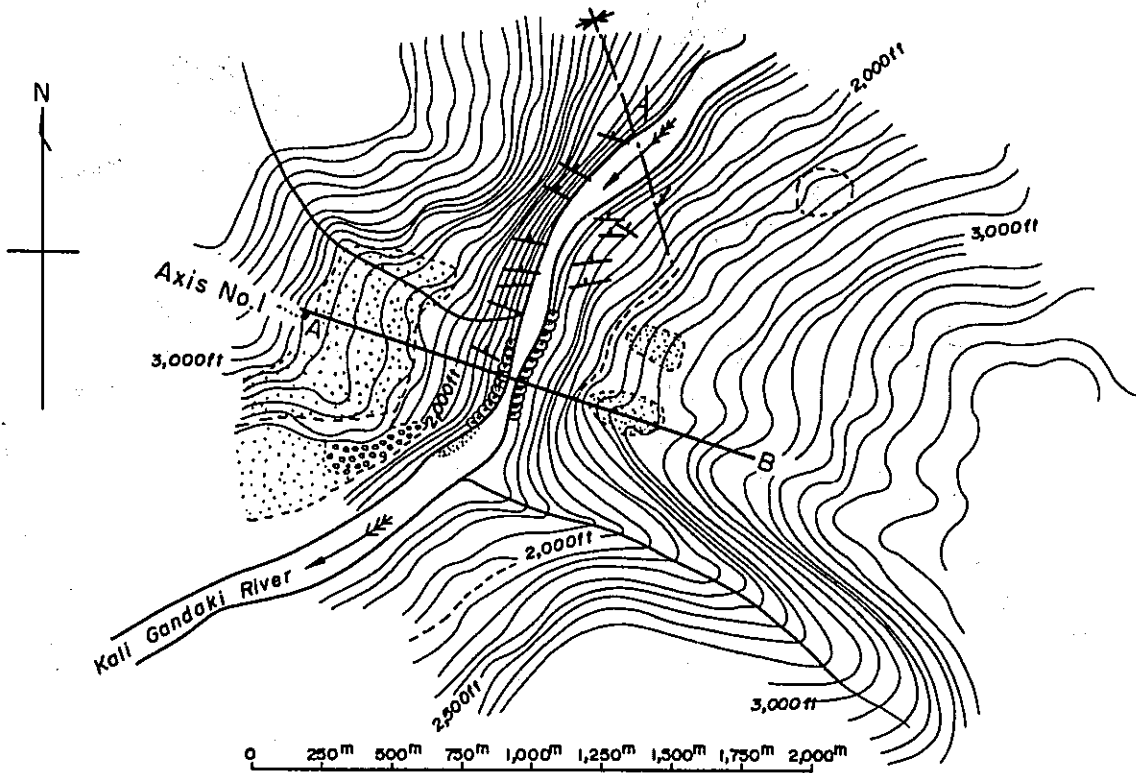 N
2,000ft
3,000ft
Axis No.1
A
3,000ft
2,000ft
B
2,000ft
Kali Gandaki River
2,500ft
3,000ft
0 250m 500m 750m 1,000m 1,250m 1,500m 1,750m 2,000m